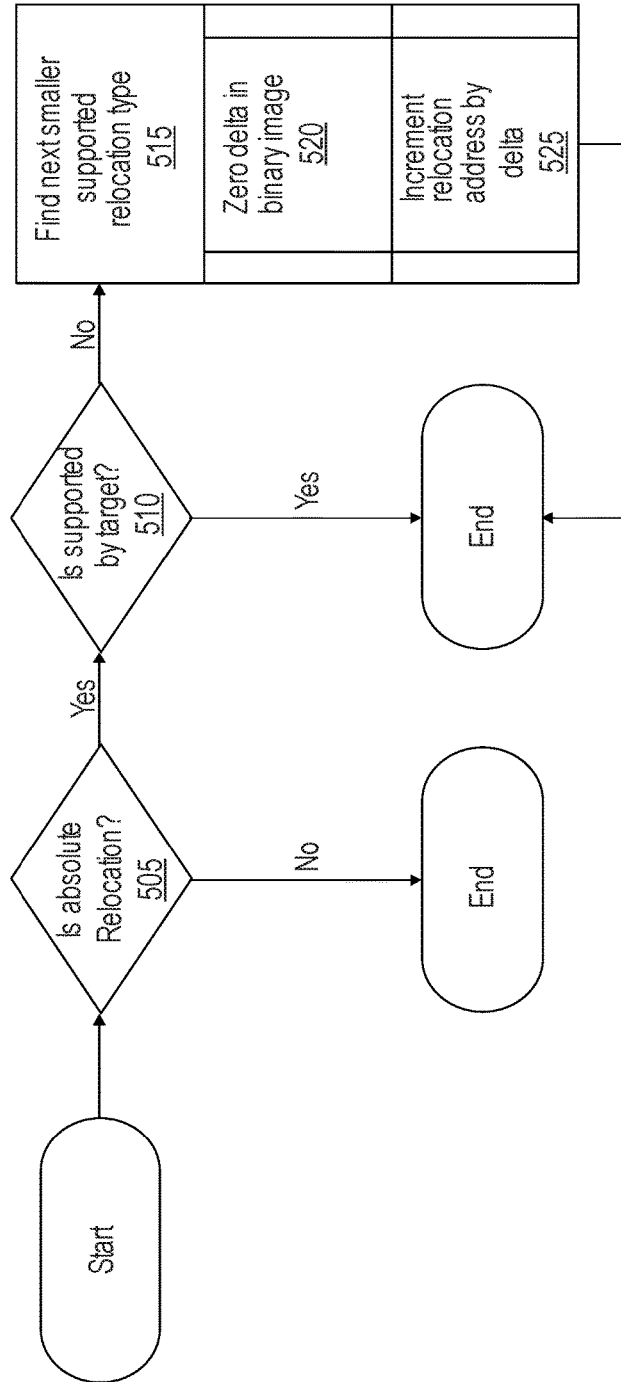 Start
Is absolute
Relocation?
505
Yes
No
End
Is supported
by target?
510
No
Yes
End
Find next smaller
supported
relocation type
515
Zero delta in
binary image
520
Increment
relocation
address by
delta
525